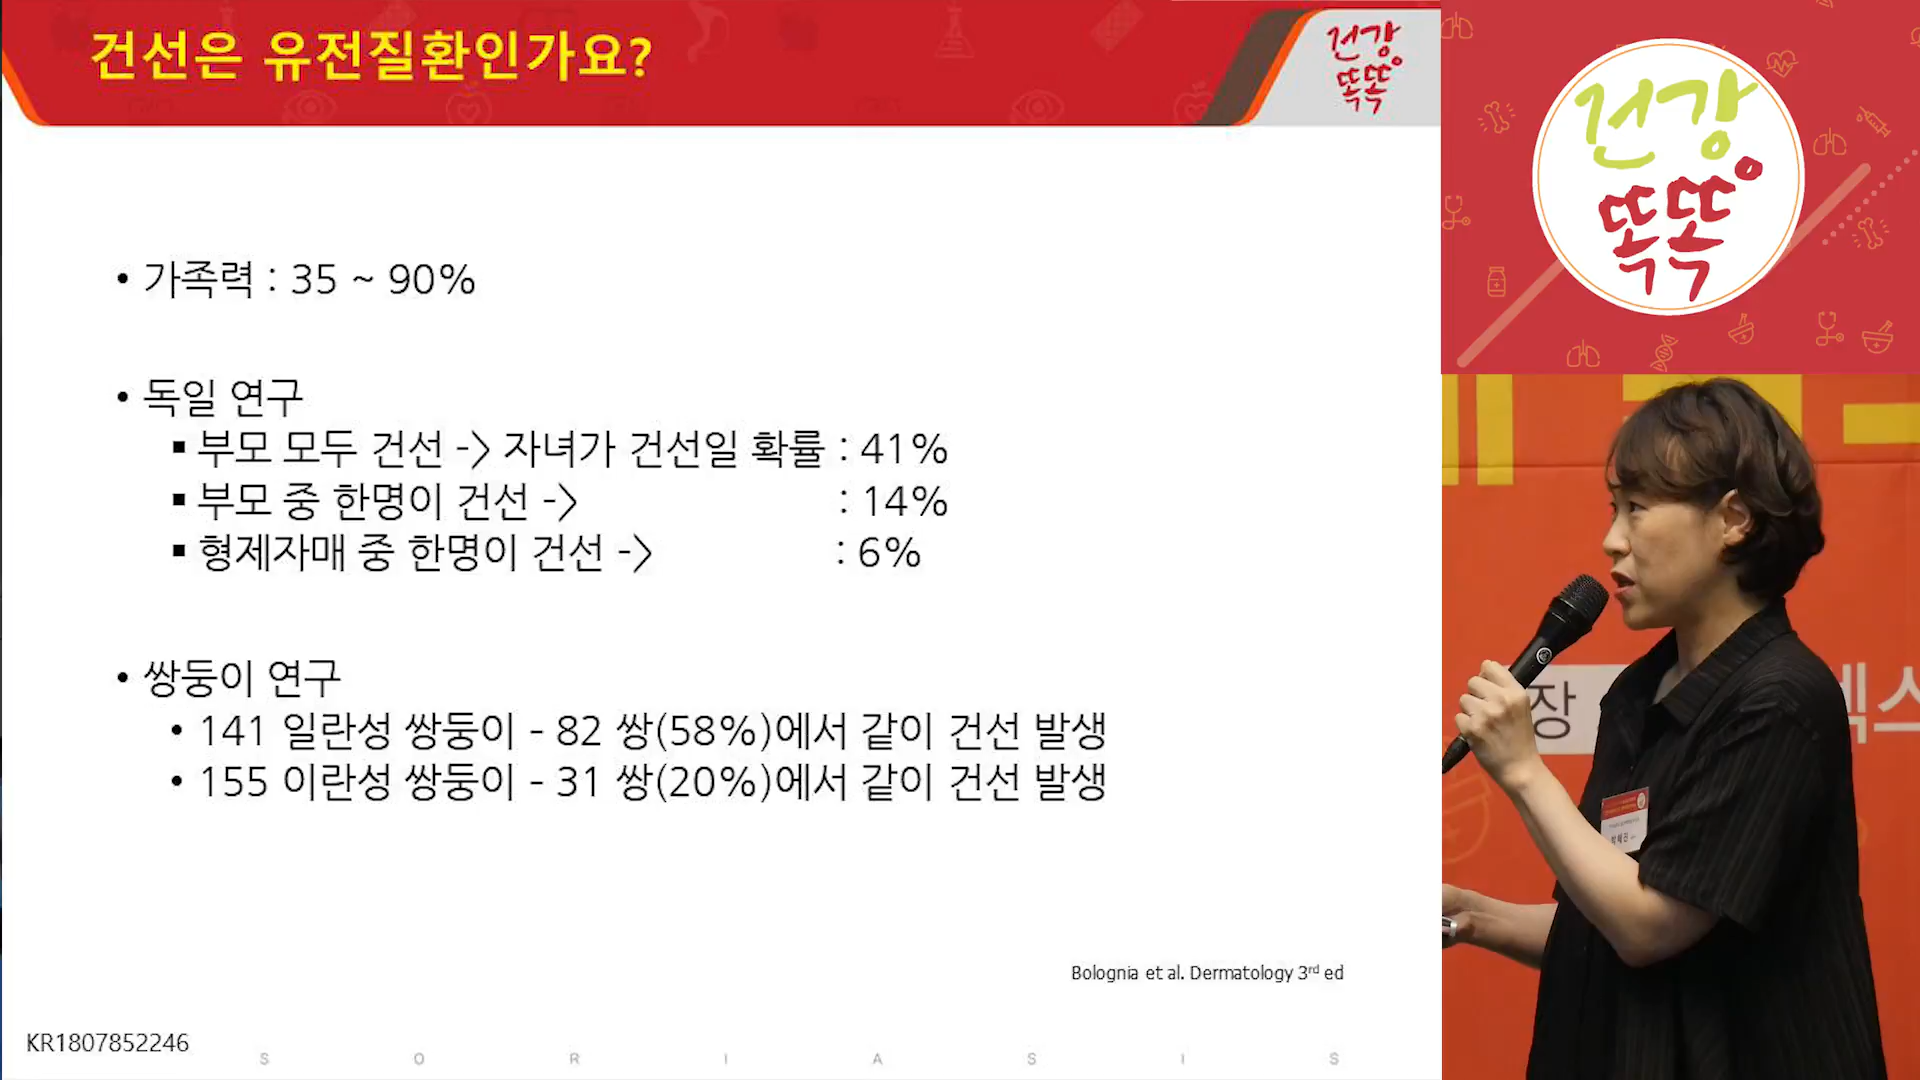 건선은 유전질환인가요?
건강
똑똑
• 가족력 : 35 ~ 90%
• 독일 연구
▪ 부모 모두 건선 -> 자녀가 건선일 확률 : 41%
▪ 부모 중 한명이 건선 -> : 14%
▪ 형제자매 중 한명이 건선 -> : 6%
• 쌍둥이 연구
• 141 일란성 쌍둥이 - 82 쌍(58%)에서 같이 건선 발생
• 155 이란성 쌍둥이 - 31 쌍(20%)에서 같이 건선 발생
Bolognia et al. Dermatology 3rd ed
KR1807852246
S O R I A S I S
건강
똑똑
장